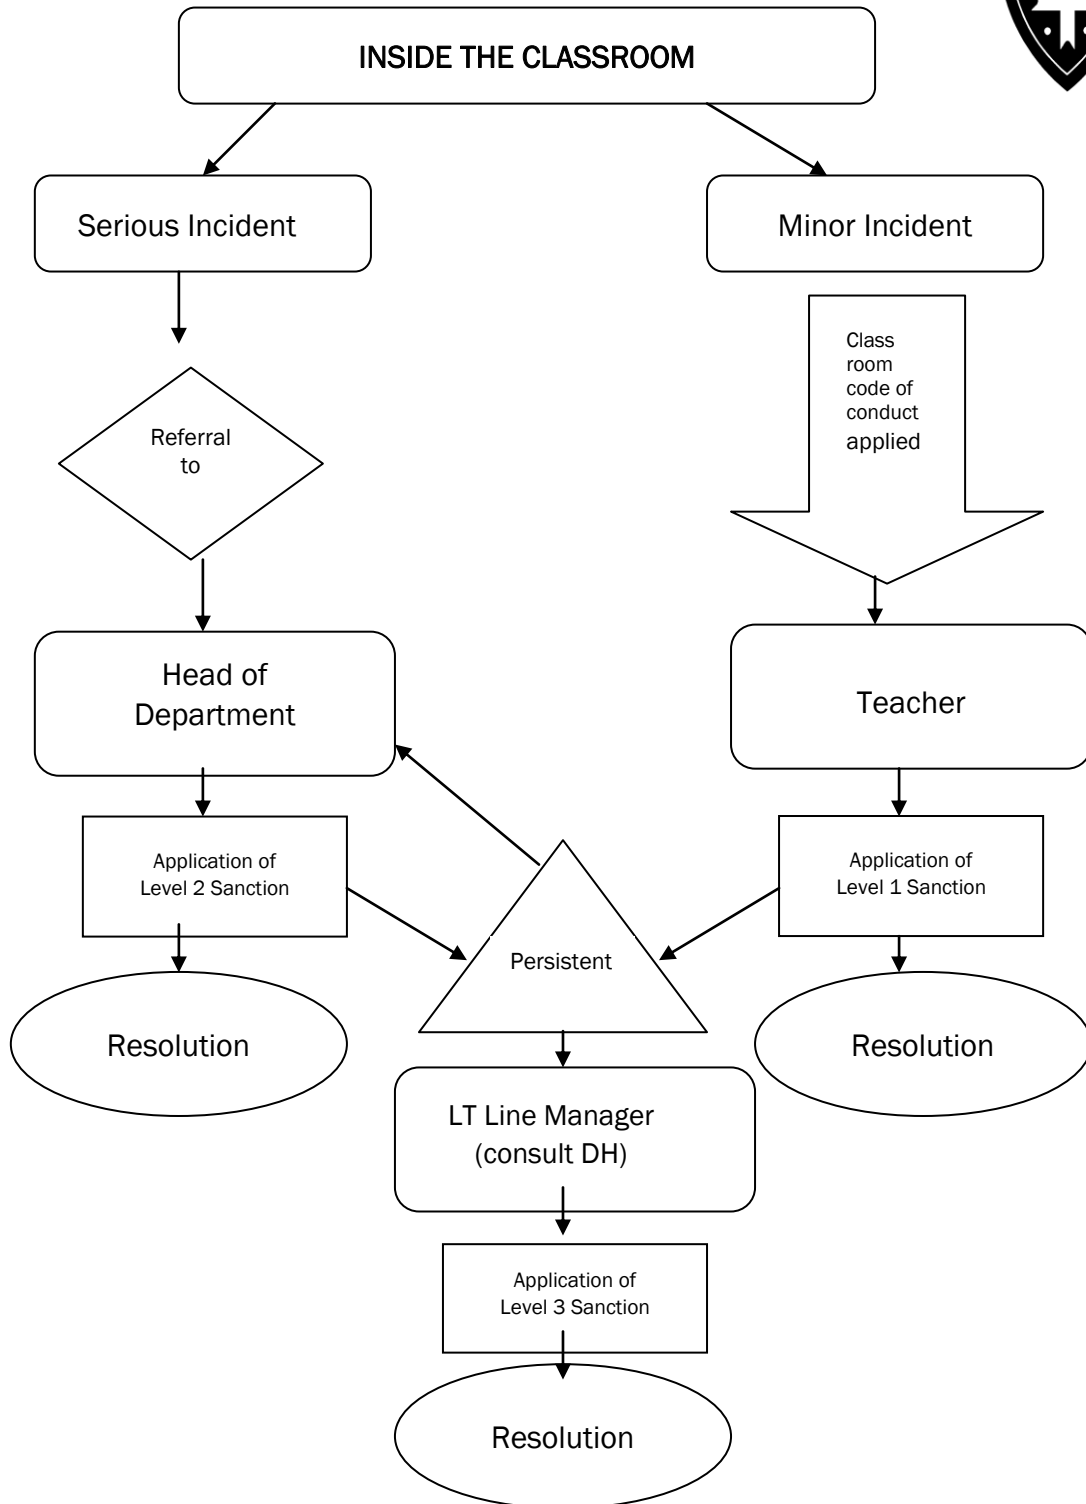 INSIDE THE CLASSROOM
Serious Incident
Minor Incident
Class
room
code of
conduct
applied
Referral
to
Head of
Department
Teacher
Application of
Level 2 Sanction
Application of
Level 1 Sanction
Persistent
Resolution
Resolution
LT Line Manager
(consult DH)
Application of
Level 3 Sanction
Resolution